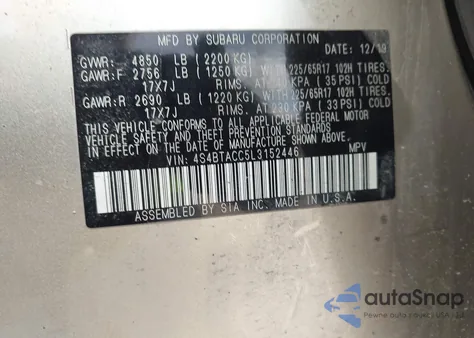 MFD BY SUBARU CORPORATION DATE: 12/19
GVWR: 4850 LB (2200 KG)
GAWR:F 2756 LB (1250 KG) WITH 225/65R17 102H TIRES.
17X7J RIMS. AT 240 KPA (35 PSI) COLD
GAWR:R 2690 LB (1220 KG) WITH 225/65R17 102H TIRES.
17X7J RIMS. AT 230 KPA (33 PSI) COLD
THIS VEHICLE CONFORMS TO ALL APPLICABLE FEDERAL MOTOR
VEHICLE SAFETY, BUMPER, AND THEFT PREVENTION
STANDARDS IN EFFECT ON THE DATE OF MANUFACTURE SHOWN ABOVE.
VIN: 4S4BTACC5L3152446 MPV
ASSEMBLED BY SIA INC. MADE IN U.S.A.
autoSnap